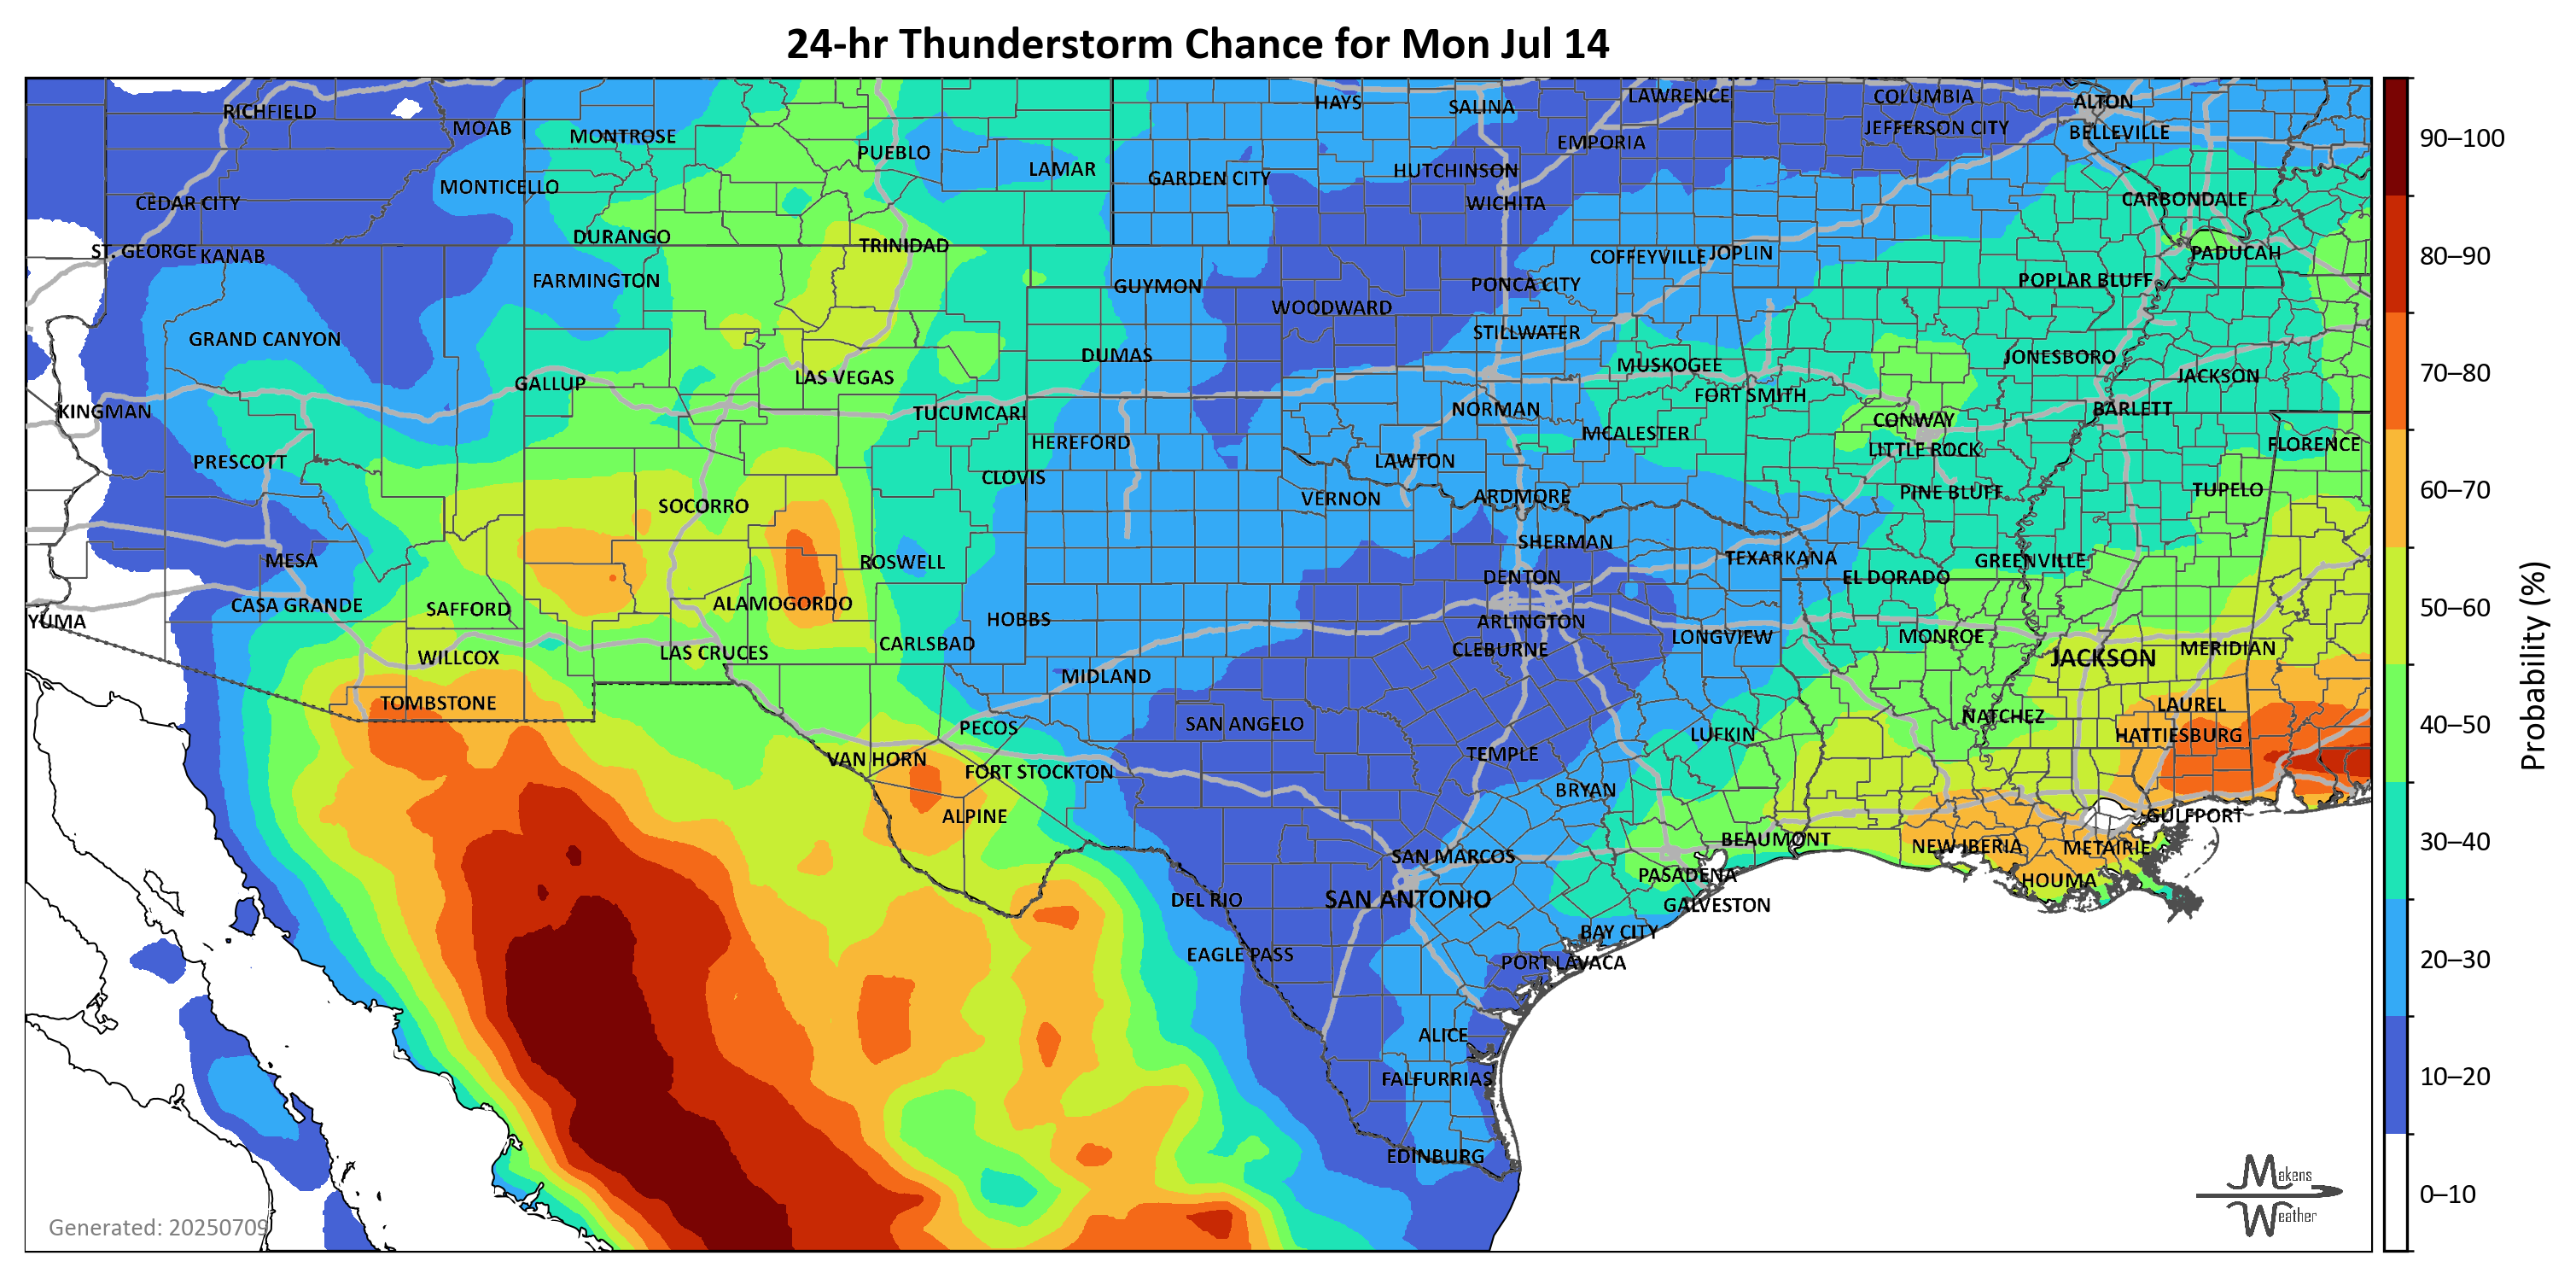 24-hr Thunderstorm Chance for Mon Jul 14
RICHFIELD
MOAB
MONTROSE
PUEBLO
LAMAR
HAYS
SALINA
LAWRENCE
COLUMBIA
ALTON
EMPORIA
JEFFERSON CITY
BELLEVILLE
CEDAR CITY
MONTICELLO
GARDEN CITY
HUTCHINSON
WICHITA
CARBONDALE
ST. GEORGE
KANAB
DURANGO
TRINIDAD
COFFEYVILLE
JOPLIN
PADUCAH
FARMINGTON
GUYMON
WOODWARD
PONCA CITY
POPLAR BLUFF
GRAND CANYON
DUMAS
STILLWATER
MUSKOGEE
JONESBORO
GALLUP
LAS VEGAS
FORT SMITH
JACKSON
KINGMAN
TUCUMCARI
NORMAN
CONWAY
BARLETT
PRESCOTT
HEREFORD
MCALESTER
LITTLE ROCK
FLORENCE
CLOVIS
LAWTON
SOCORRO
VERNON
ARDMORE
PINE BLUFF
TUPELO
MESA
ROSWELL
SHERMAN
TEXARKANA
GREENVILLE
CASA GRANDE
SAFFORD
ALAMOGORDO
DENTON
EL DORADO
YUMA
HOBBS
ARLINGTON
WILLCOX
LAS CRUCES
CARLSBAD
CLEBURNE
LONGVIEW
MONROE
JACKSON
MERIDIAN
TOMBSTONE
MIDLAND
PECOS
SAN ANGELO
LUFKIN
NATCHEZ
LAUREL
HATTIESBURG
VAN HORN
FORT STOCKTON
TEMPLE
ALPINE
BRYAN
GULFPORT
SAN MARCOS
BEAUMONT
NEW IBERIA
METAIRIE
DEL RIO
SAN ANTONIO
PASADENA
HOUMA
GALVESTON
EAGLE PASS
BAY CITY
PORT LAVACA
ALICE
FALFURRIAS
EDINBURG
Generated: 20250709
Makens
Weather
90–100
80–90
70–80
60–70
50–60
40–50
30–40
20–30
10–20
0–10
Probability (%)